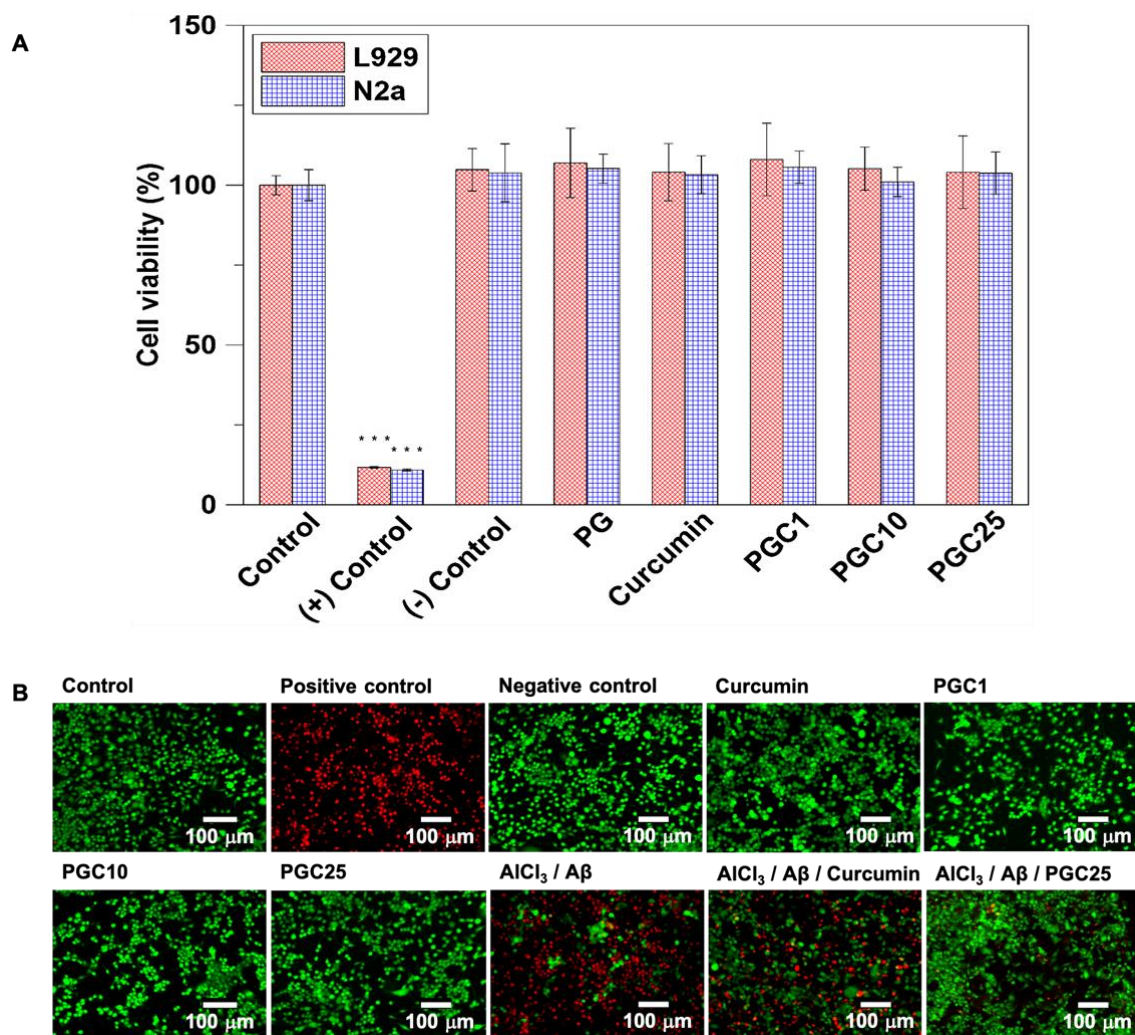 A
150
L929
N2a
100
50
0
Cell viability (%)
* * *
* * *
Control
(+) Control
(-) Control
PG
Curcumin
PGC1
PGC10
PGC25
B
Control
Positive control
Negative control
Curcumin
PGC1
100 μm
100 μm
100 μm
100 μm
100 μm
PGC10
PGC25
AlCl₃ / Aβ
AlCl₃ / Aβ / Curcumin
AlCl₃ / Aβ / PGC25
100 μm
100 μm
100 μm
100 μm
100 μm